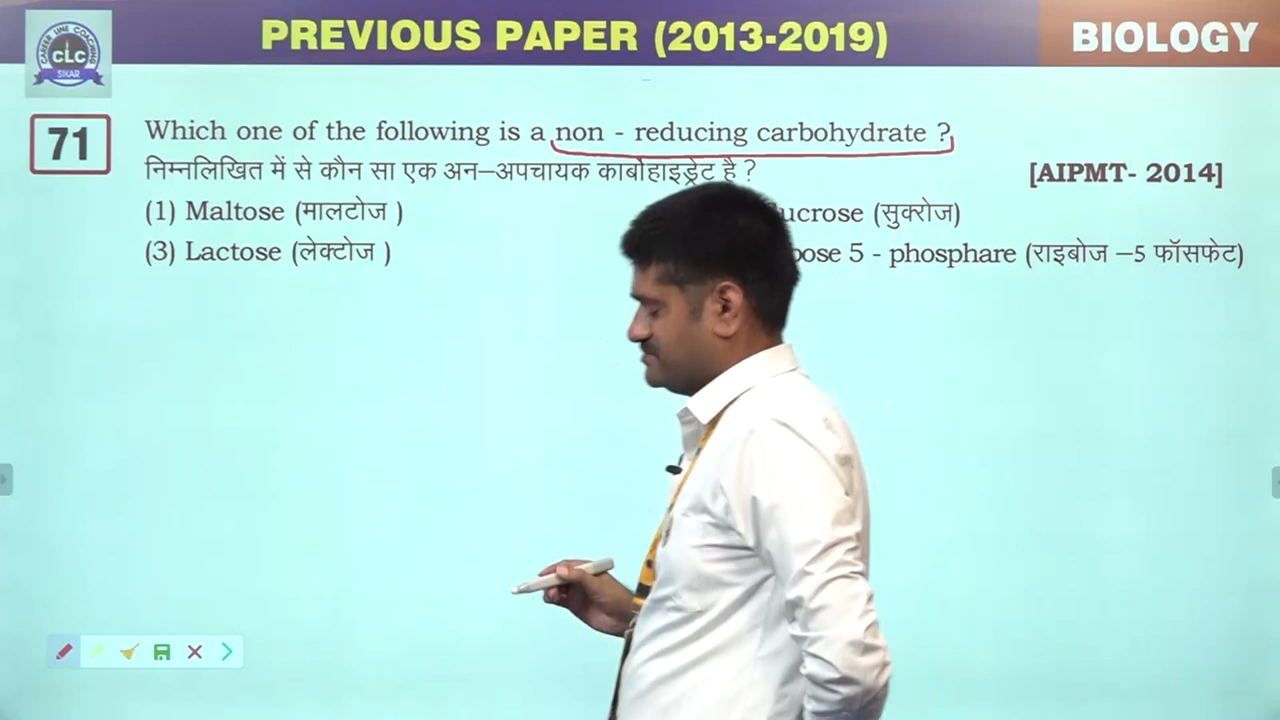 PREVIOUS PAPER (2013-2019)
BIOLOGY
CAREER LINE COACHING
CLC
SIKAR
71
Which one of the following is a non - reducing carbohydrate ?
निम्नलिखित में से कौन सा एक अन–अपचायक कार्बोहाइड्रेट है ?
[AIPMT- 2014]
(1) Maltose (मालटोज )
(सुक्रोज)
(3) Lactose (लेक्टोज )
5 - phosphare (राइबोज –5 फॉसफेट)